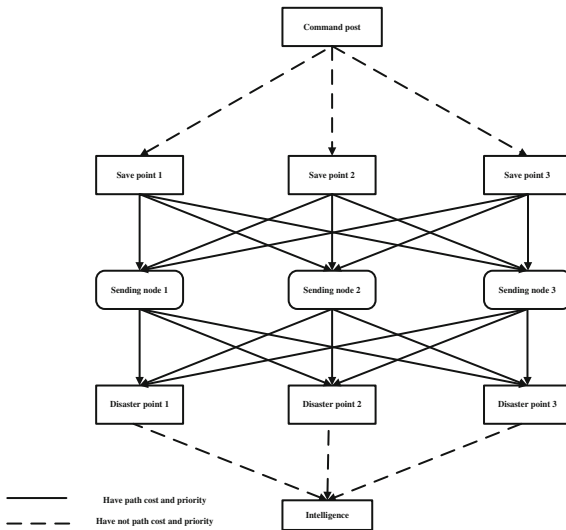 Command post
Save point 1
Save point 2
Save point 3
Sending node 1
Sending node 2
Sending node 3
Disaster point 1
Disaster point 2
Disaster point 3
Have path cost and priority
Have not path cost and priority
Intelligence